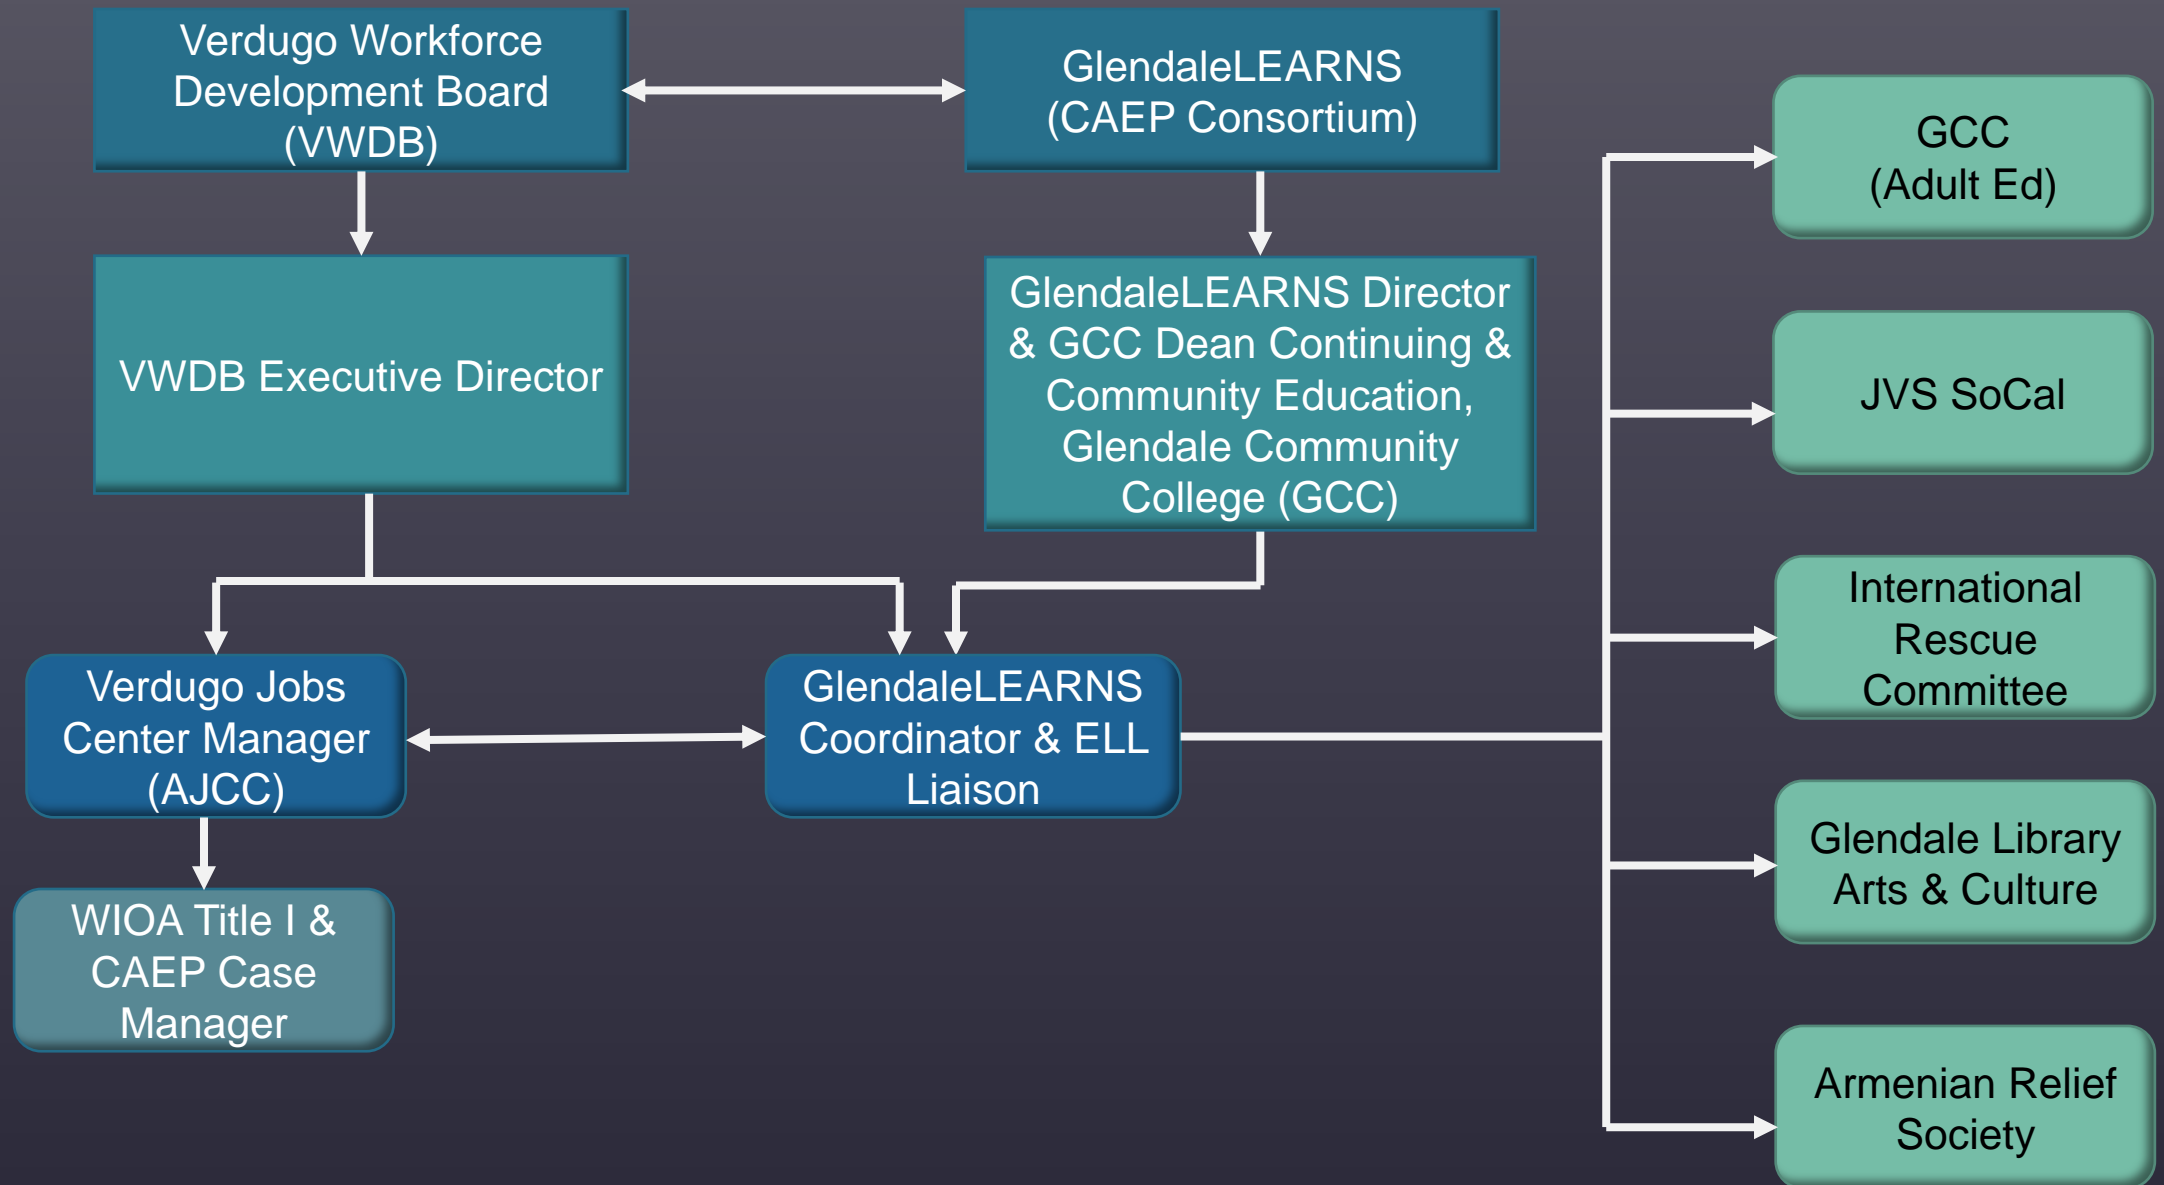 Verdugo Workforce
Development Board
(VWDB)
GlendaleLEARNS
(CAEP Consortium)
GCC
(Adult Ed)
VWDB Executive Director
GlendaleLEARNS Director
& GCC Dean Continuing &
Community Education,
Glendale Community
College (GCC)
JVS SoCal
International
Rescue
Committee
Verdugo Jobs
Center Manager
(AJCC)
GlendaleLEARNS
Coordinator & ELL
Liaison
Glendale Library
Arts & Culture
WIOA Title I &
CAEP Case
Manager
Armenian Relief
Society